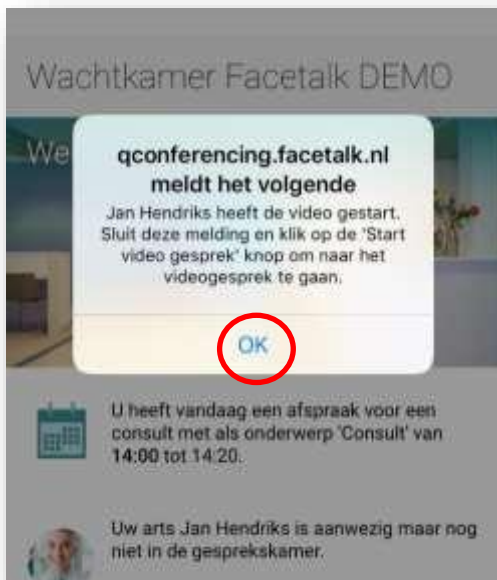 Wachtkamer Facetalk DEMO
We
qconferencing.facetalk.nl
meldt het volgende
Jan Hendriks heeft de video gestart.
Sluit deze melding en klik op de 'Start
video gesprek' knop om naar het
videogesprek te gaan.
OK
U heeft vandaag een afspraak voor een
consult met als onderwerp 'Consult' van
14:00 tot 14:20.
Uw arts Jan Hendriks is aanwezig maar nog
niet in de gesprekskamer.